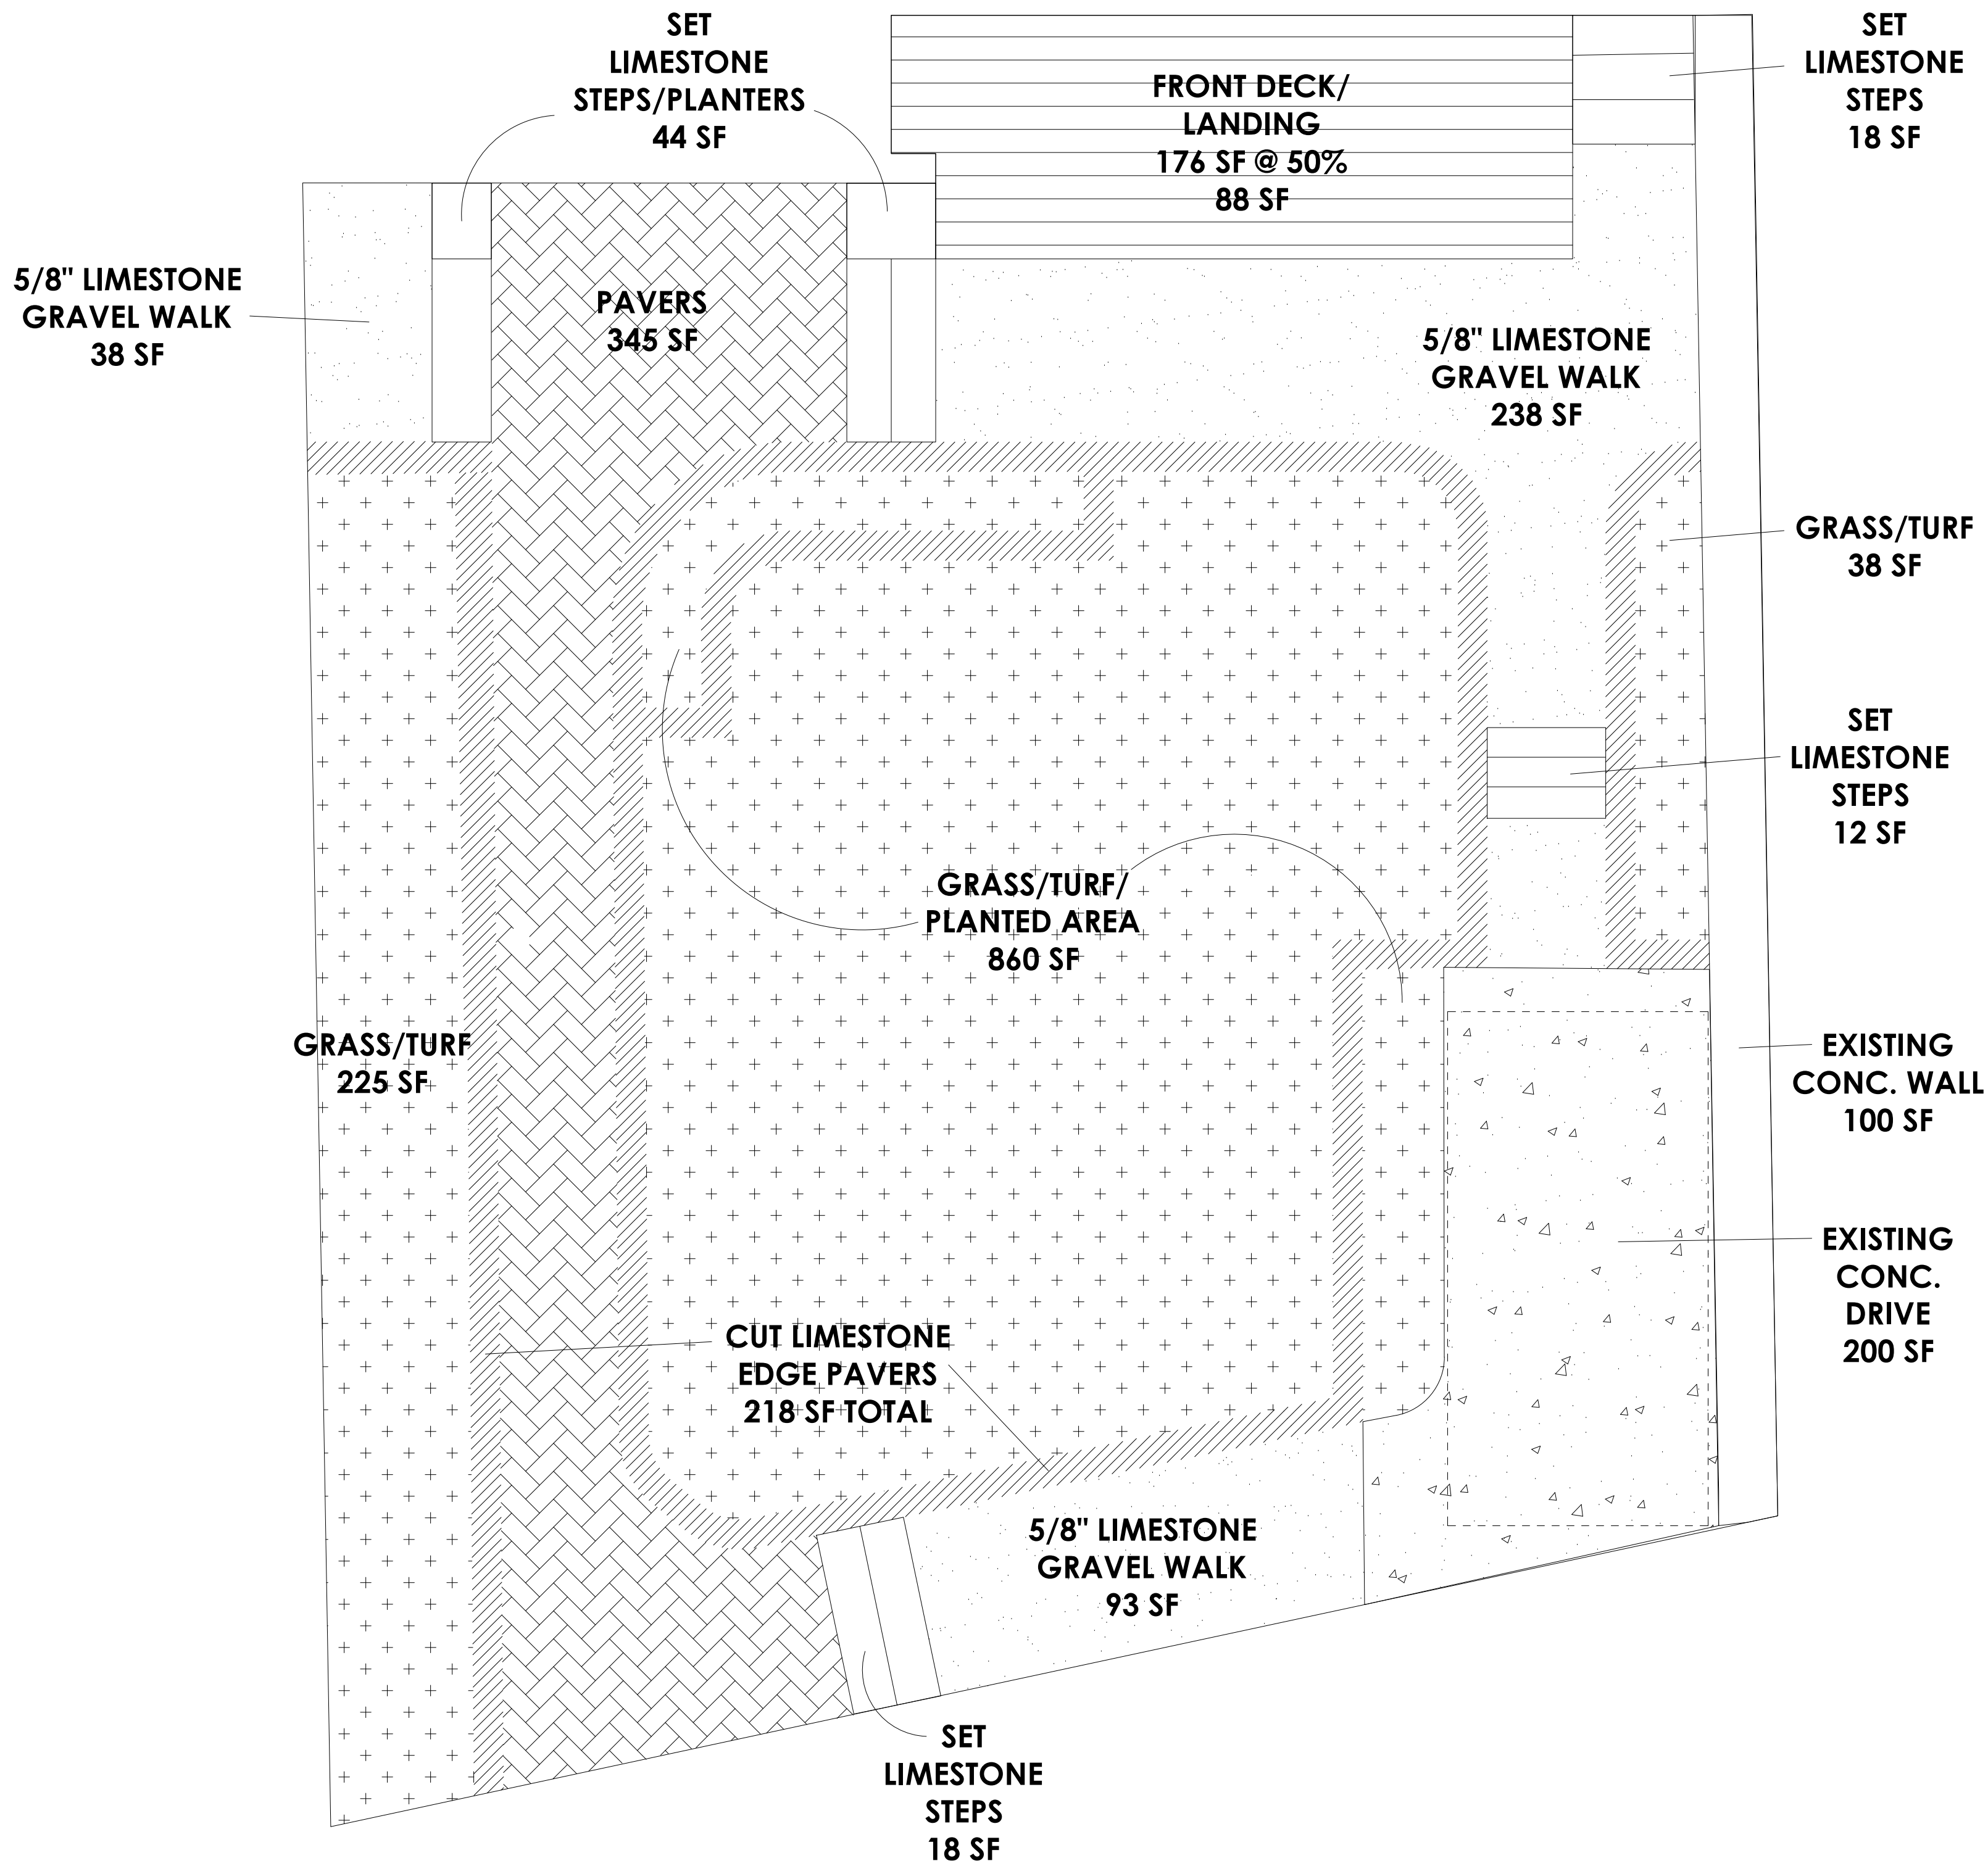 SET
LIMESTONE
STEPS/PLANTERS
44 SF
FRONT DECK/
LANDING
176 SF @ 50%
88 SF
SET
LIMESTONE
STEPS
18 SF
5/8" LIMESTONE
GRAVEL WALK
38 SF
PAVERS
345 SF
5/8" LIMESTONE
GRAVEL WALK
238 SF
GRASS/TURF
38 SF
SET
LIMESTONE
STEPS
12 SF
GRASS/TURF/
PLANTED AREA
860 SF
GRASS/TURF
225 SF
EXISTING
CONC. WALL
100 SF
EXISTING
CONC.
DRIVE
200 SF
CUT LIMESTONE
EDGE PAVERS
218 SF TOTAL
5/8" LIMESTONE
GRAVEL WALK
93 SF
SET
LIMESTONE
STEPS
18 SF